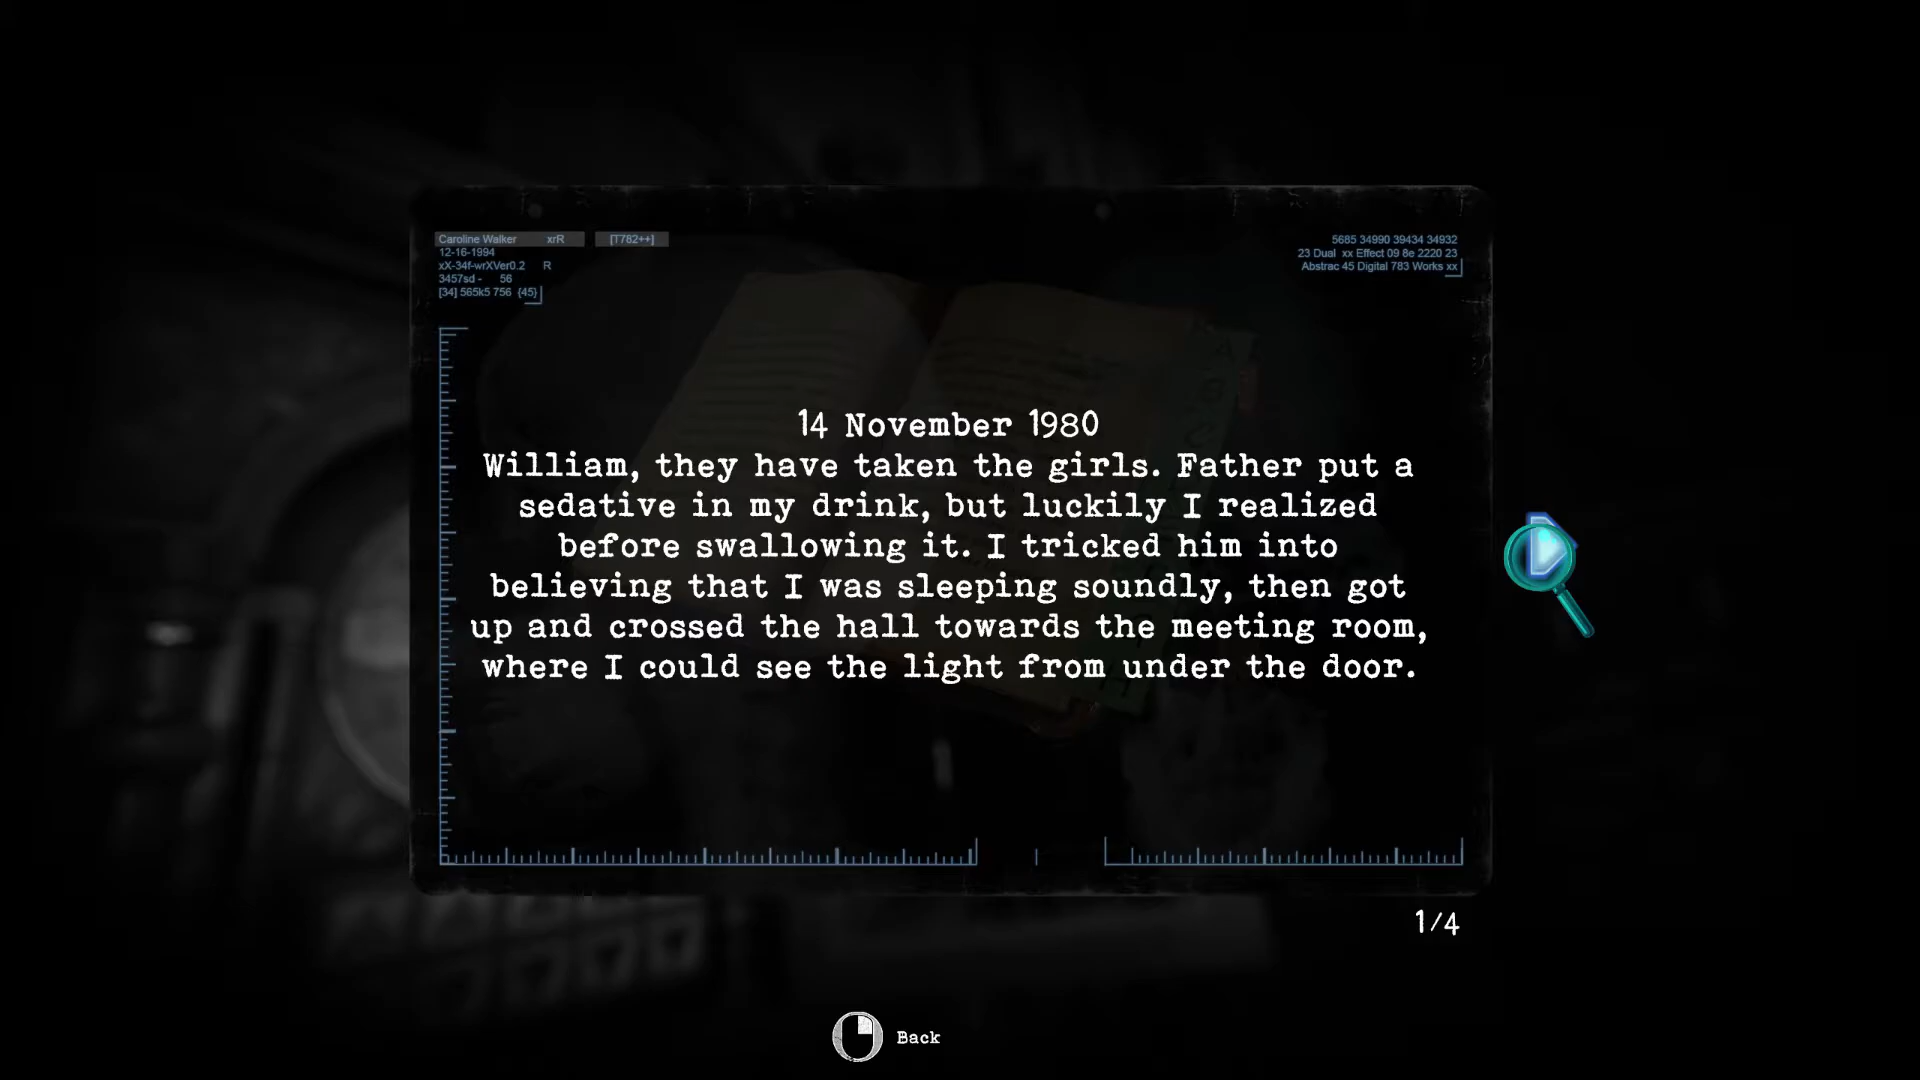 Caroline Walker xrR [T782++]
12-16-1994
xX-34f-wrXVer0.2 R
3457sd - 56
[34] 565k5 756 {45}
5685 34990 39434 34932
23 Dual xx Effect 09 8e 2220 23
Abstrac 45 Digital 783 Works xx
14 November 1980
William, they have taken the girls. Father put a
sedative in my drink, but luckily I realized
before swallowing it. I tricked him into
believing that I was sleeping soundly, then got
up and crossed the hall towards the meeting room,
where I could see the light from under the door.
1/4
Back